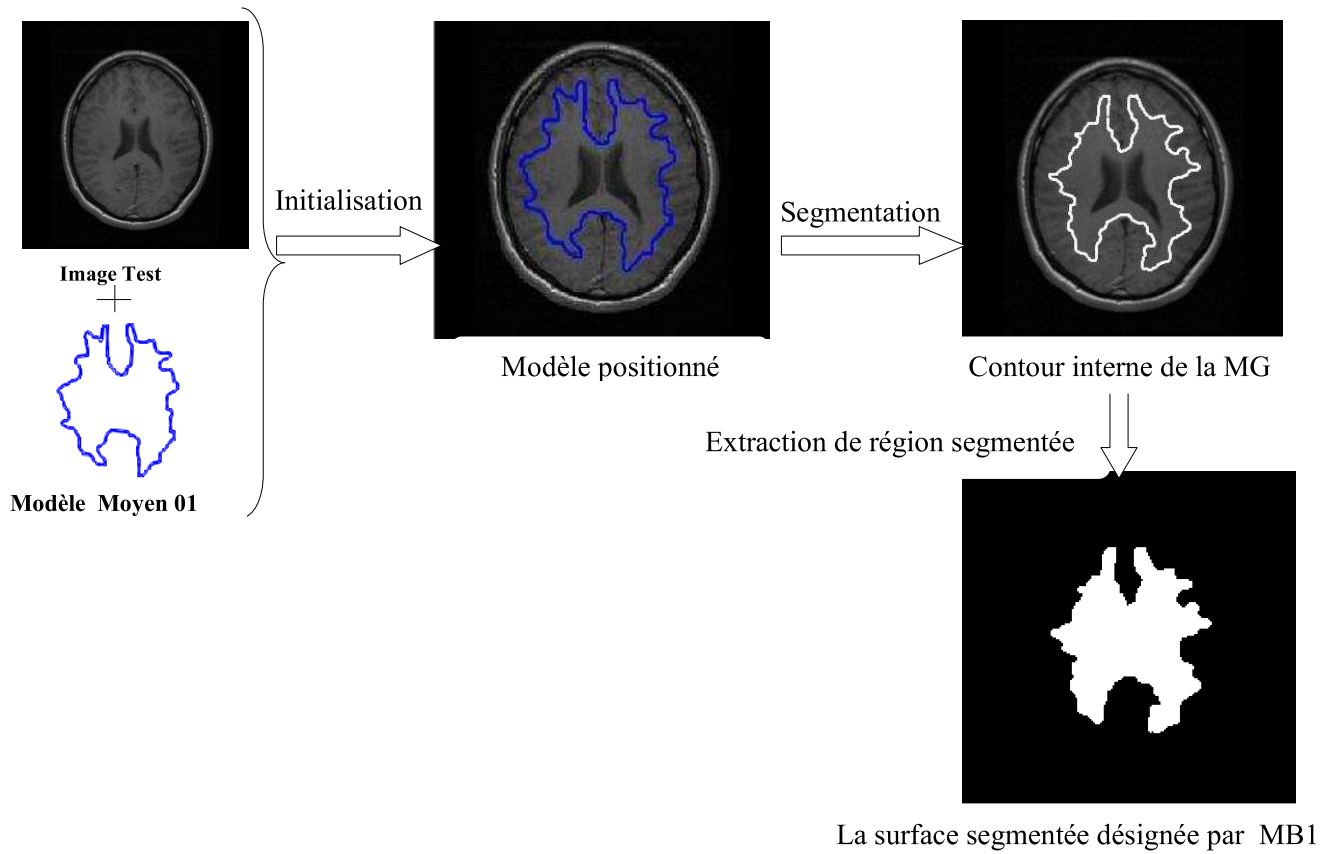 Image Test
Modèle Moyen 01
Initialisation
Modèle positionné
Segmentation
Contour interne de la MG
Extraction de région segmentée
La surface segmentée désignée par MB1